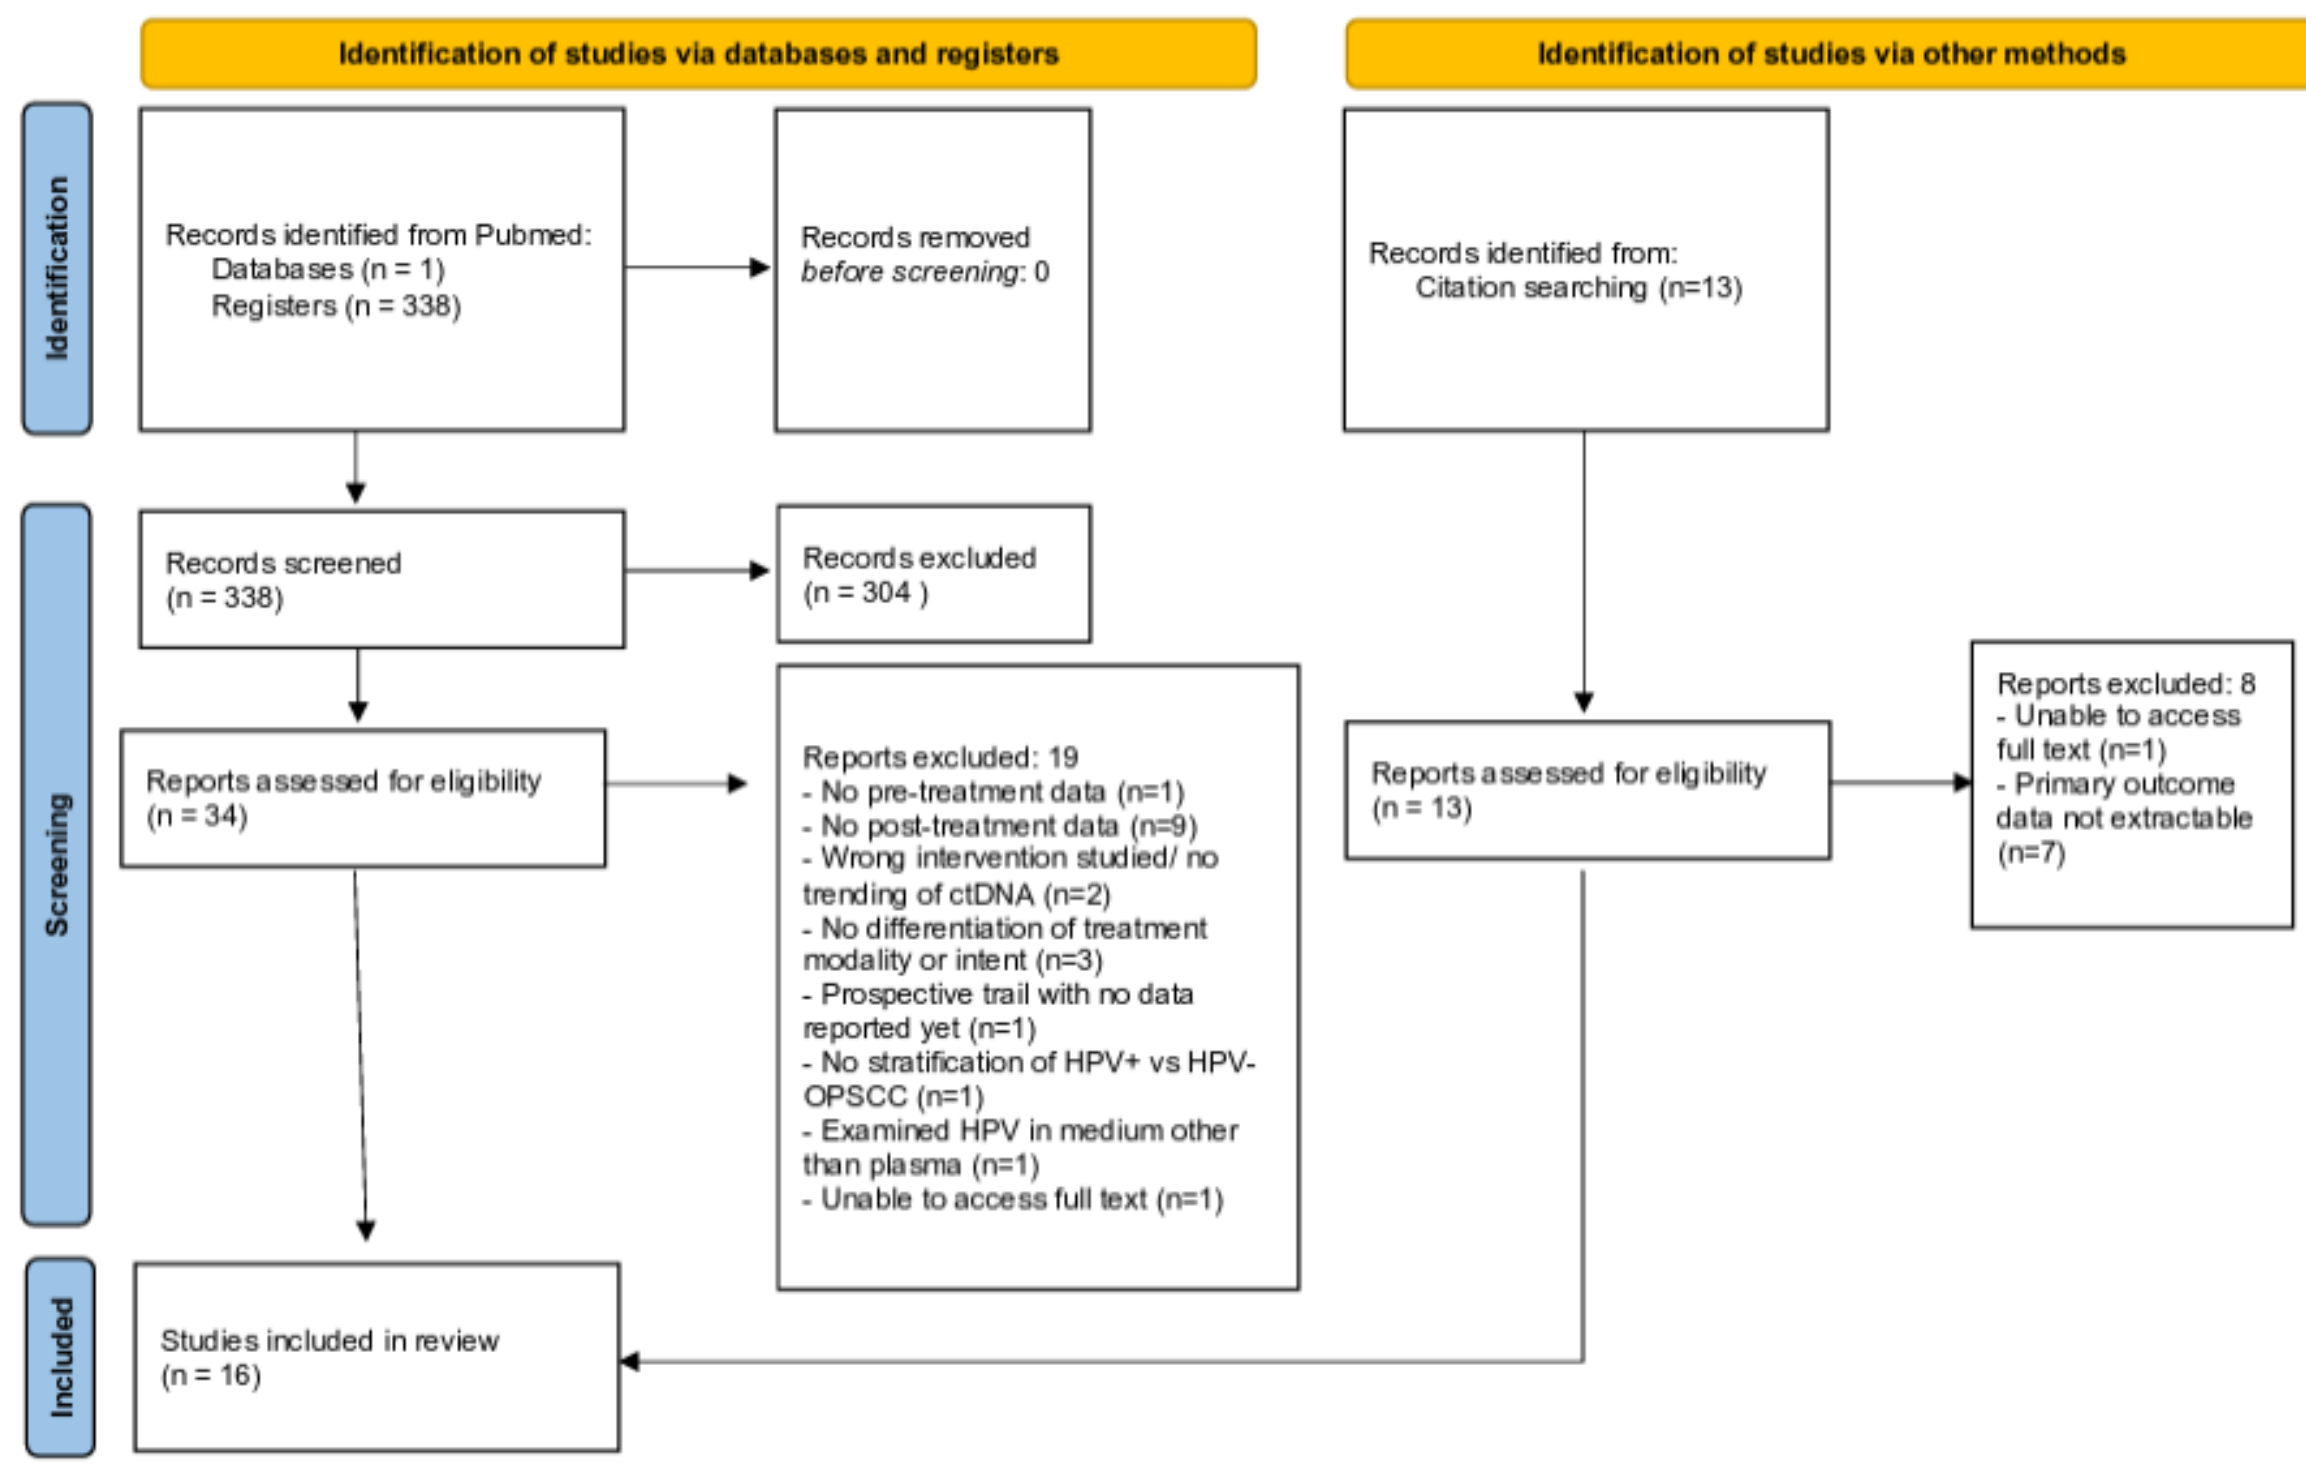 Identification of studies via databases and registers
Identification of studies via other methods
Identification
Records identified from Pubmed:
Databases (n = 1)
Registers (n = 338)
Records removed
before screening: 0
Records identified from:
Citation searching (n=13)
Screening
Records screened
(n = 338)
Records excluded
(n = 304 )
Reports assessed for eligibility
(n = 34)
Reports excluded: 19
- No pre-treatment data (n=1)
- No post-treatment data (n=9)
- Wrong intervention studied/ no
trending of ctDNA (n=2)
- No differentiation of treatment
modality or intent (n=3)
- Prospective trail with no data
reported yet (n=1)
- No stratification of HPV+ vs HPV-
OPSCC (n=1)
- Examined HPV in medium other
than plasma (n=1)
- Unable to access full text (n=1)
Reports assessed for eligibility
(n = 13)
Reports excluded: 8
- Unable to access
full text (n=1)
- Primary outcome
data not extractable
(n=7)
Included
Studies included in review
(n = 16)